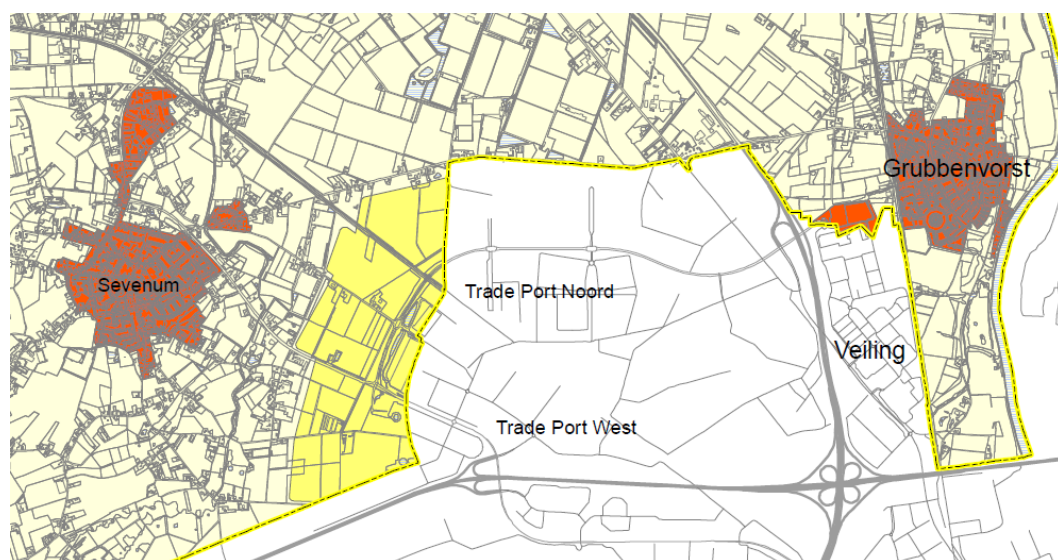 Grubbenvorst
Sevenum
Trade Port Noord
Veiling
Trade Port West